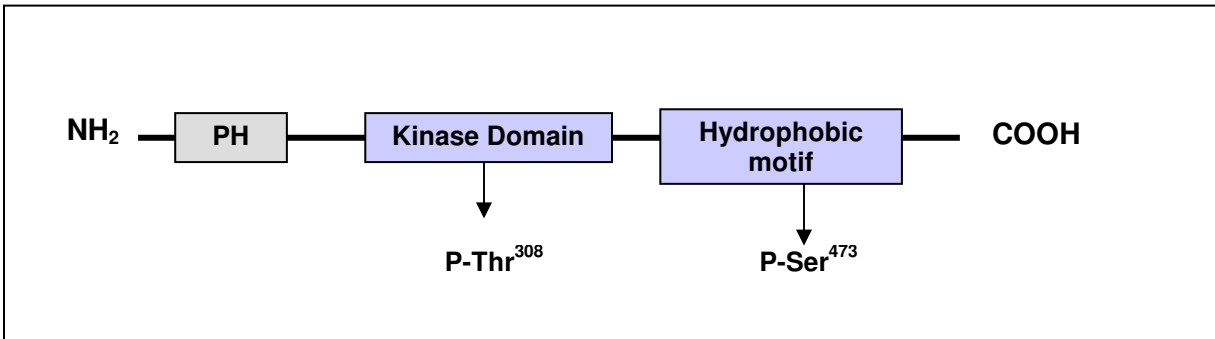 NH₂ PH Kinase Domain Hydrophobic motif COOH
P-Thr³⁰⁸ P-Ser⁴⁷³